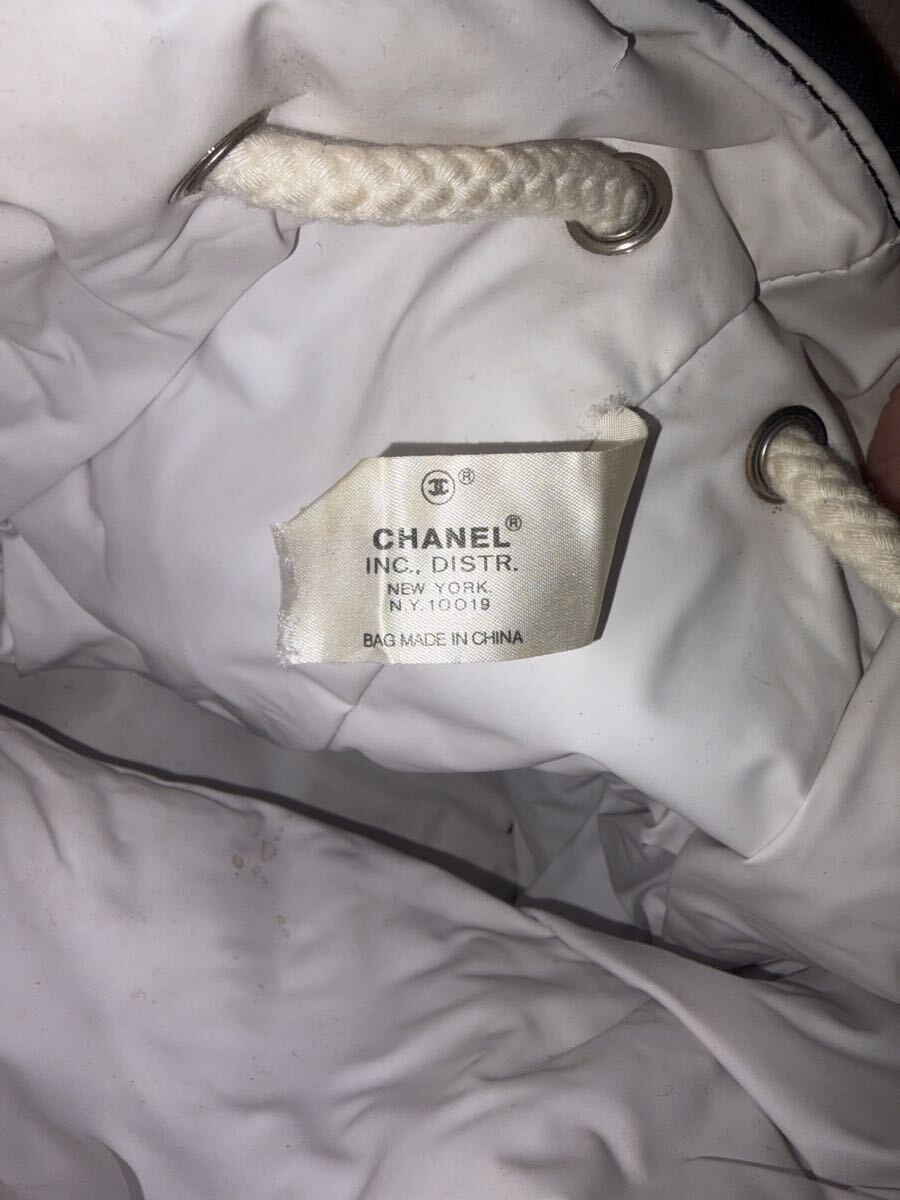 ®
CHANEL®
INC., DISTR.
NEW YORK.
N.Y. 10019
BAG MADE IN CHINA